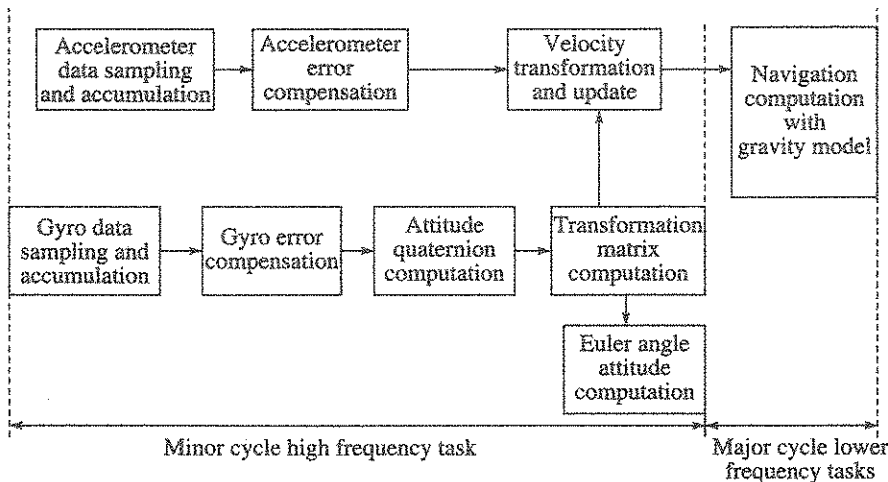 Accelerometer
data sampling
and accumulation
Accelerometer
error
compensation
Velocity
transformation
and update
Navigation
computation
with
gravity model
Gyro data
sampling and
accumulation
Gyro error
compensation
Attitude
quaternion
computation
Transformation
matrix
computation
Euler angle
attitude
computation
Minor cycle high frequency task
Major cycle lower
frequency tasks